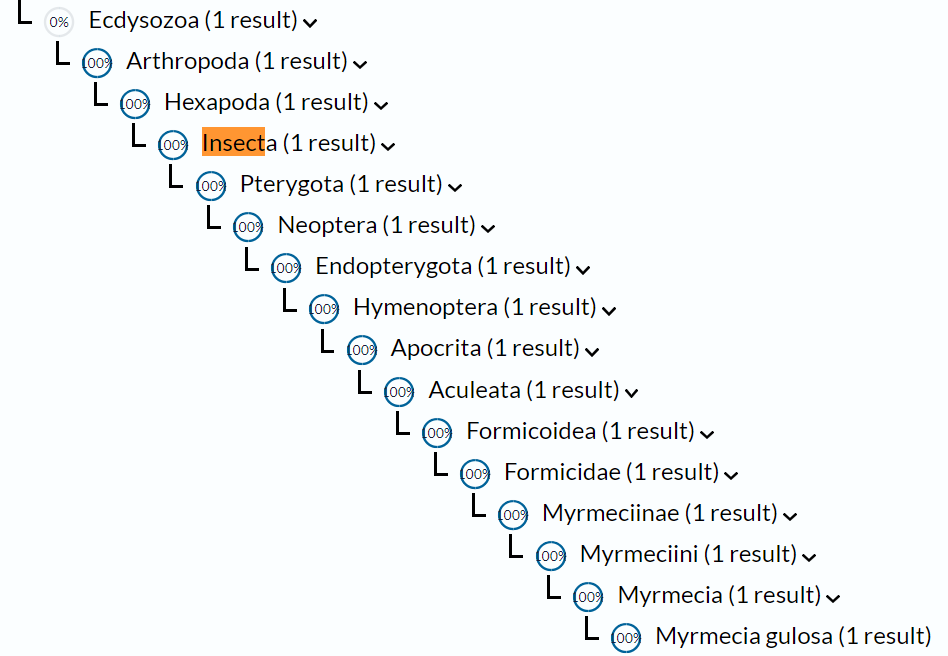 0% Ecdysozoa (1 result)
100% Arthropoda (1 result)
100% Hexapoda (1 result)
100% Insecta (1 result)
100% Pterygota (1 result)
100% Neoptera (1 result)
100% Endopterygota (1 result)
100% Hymenoptera (1 result)
100% Apocrita (1 result)
100% Aculeata (1 result)
100% Formicoidea (1 result)
100% Formicidae (1 result)
100% Myrmeciinae (1 result)
100% Myrmeciini (1 result)
100% Myrmecia (1 result)
100% Myrmecia gulosa (1 result)